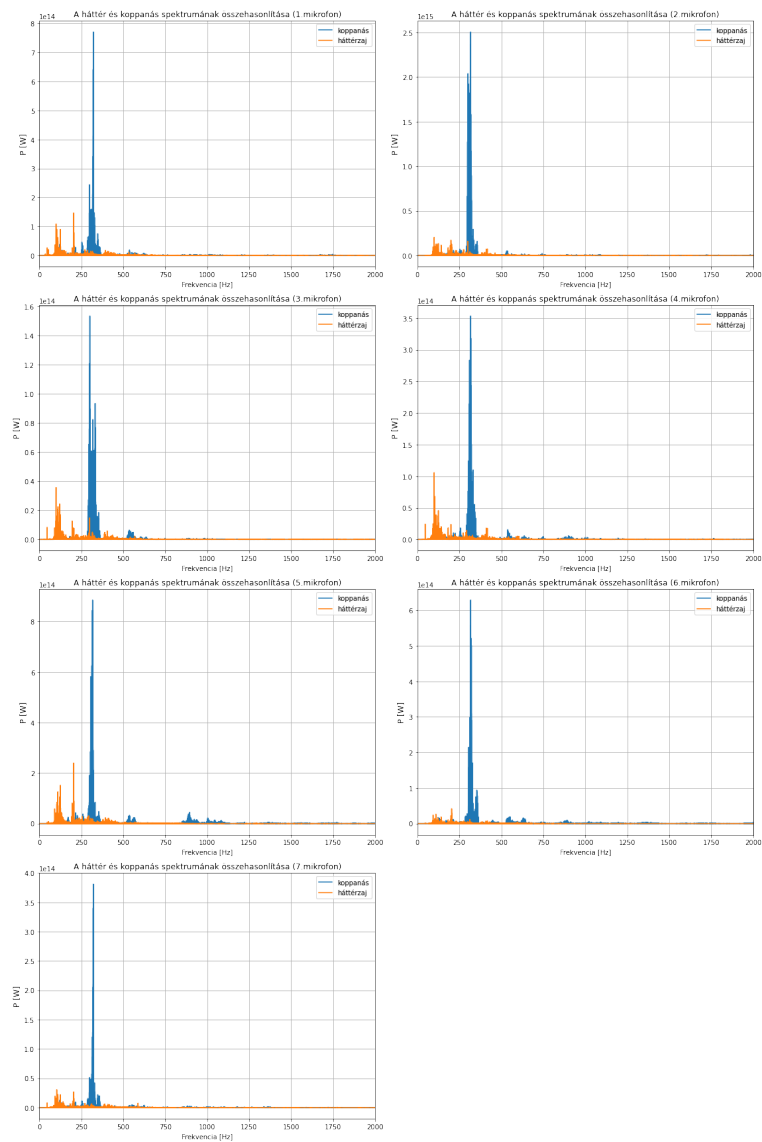 A háttér és koppanás spektrumának összehasonlítása (1.mikrofon)
1e14
8
7
6
5
4
3
2
1
0
P [W]
koppanás
háttérzaj
0 250 500 750 1000 1250 1500 1750 2000
Frekvencia [Hz]
A háttér és koppanás spektrumának összehasonlítása (2.mikrofon)
1e15
2.5
2.0
1.5
1.0
0.5
0.0
P [W]
koppanás
háttérzaj
0 250 500 750 1000 1250 1500 1750 2000
Frekvencia [Hz]
A háttér és koppanás spektrumának összehasonlítása (3.mikrofon)
1e14
1.6
1.4
1.2
1.0
0.8
0.6
0.4
0.2
0.0
P [W]
koppanás
háttérzaj
0 250 500 750 1000 1250 1500 1750 2000
Frekvencia [Hz]
A háttér és koppanás spektrumának összehasonlítása (4.mikrofon)
1e14
3.5
3.0
2.5
2.0
1.5
1.0
0.5
0.0
P [W]
koppanás
háttérzaj
0 250 500 750 1000 1250 1500 1750 2000
Frekvencia [Hz]
A háttér és koppanás spektrumának összehasonlítása (5.mikrofon)
1e14
8
6
4
2
0
P [W]
koppanás
háttérzaj
0 250 500 750 1000 1250 1500 1750 2000
Frekvencia [Hz]
A háttér és koppanás spektrumának összehasonlítása (6.mikrofon)
1e14
6
5
4
3
2
1
0
P [W]
koppanás
háttérzaj
0 250 500 750 1000 1250 1500 1750 2000
Frekvencia [Hz]
A háttér és koppanás spektrumának összehasonlítása (7.mikrofon)
1e14
4.0
3.5
3.0
2.5
2.0
1.5
1.0
0.5
0.0
P [W]
koppanás
háttérzaj
0 250 500 750 1000 1250 1500 1750 2000
Frekvencia [Hz]